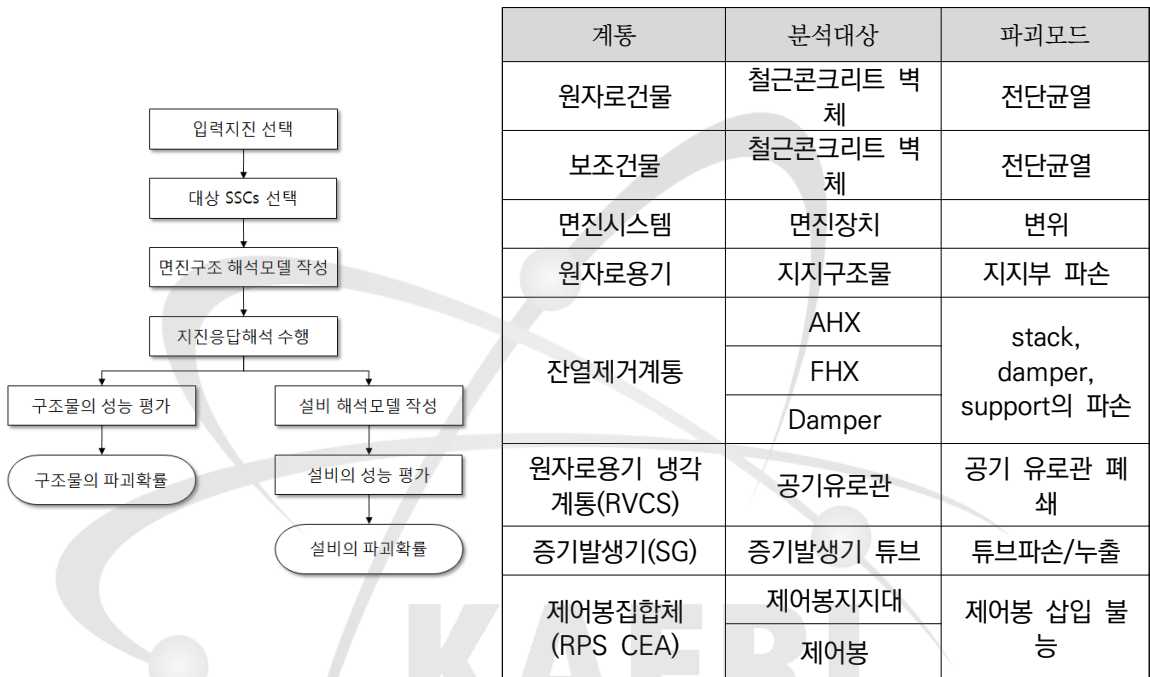 입력지진 선택
대상 SSCs 선택
면진구조 해석모델 작성
지진응답해석 수행
구조물의 성능 평가
설비 해석모델 작성
구조물의 파괴확률
설비의 성능 평가
설비의 파괴확률
계통 분석대상 파괴모드
원자로건물 철근콘크리트 벽
체 전단균열
보조건물 철근콘크리트 벽
체 전단균열
면진시스템 면진장치 변위
원자로용기 지지구조물 지지부 파손
잔열제거계통
AHX
FHX
Damper
stack,
damper,
support의 파손
원자로용기 냉각
계통(RVCS)
공기유로관
공기 유로관 폐
쇄
증기발생기(SG) 증기발생기 튜브 튜브파손/누출
제어봉집합체
(RPS CEA)
제어봉지지대
제어봉
제어봉 삽입 불
능
KAERI